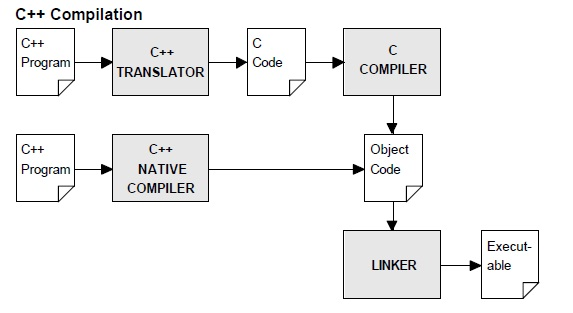 C++ Compilation
C++
Program
C++
TRANSLATOR
C
Code
C
COMPILER
C++
Program
C++
NATIVE
COMPILER
Object
Code
LINKER
Execut-
able